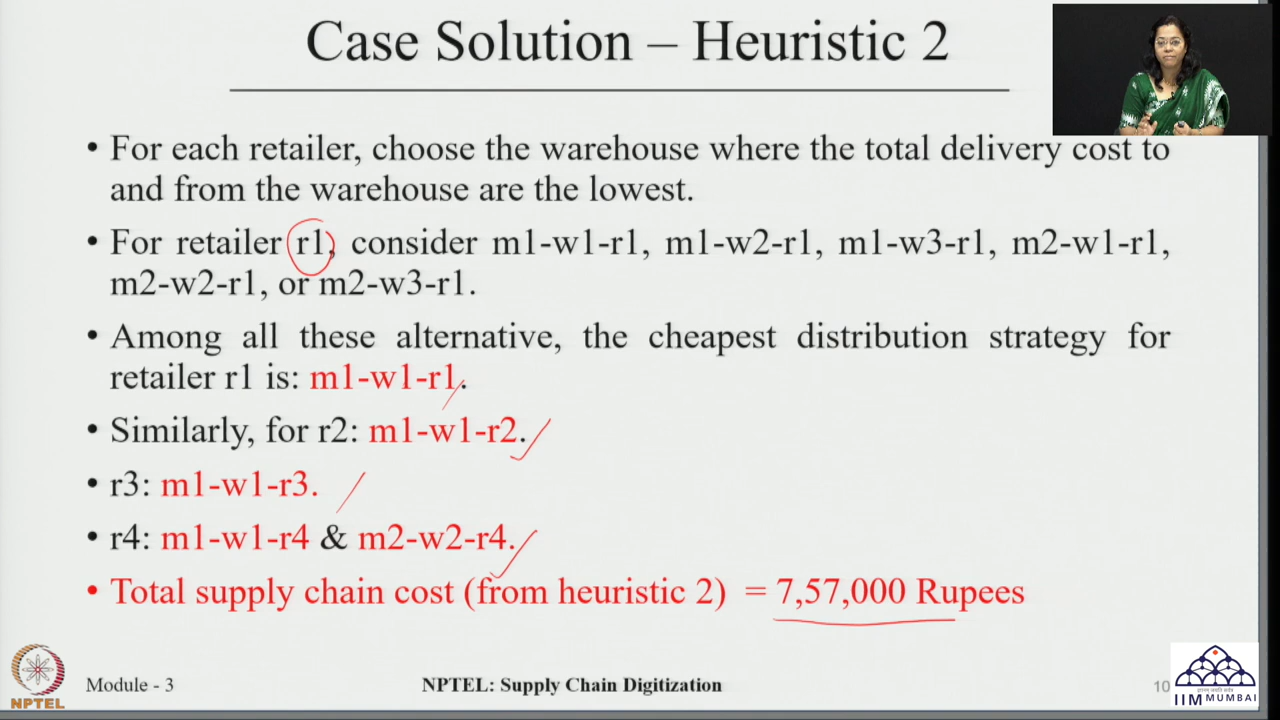 Case Solution – Heuristic 2
• For each retailer, choose the warehouse where the total delivery cost to
and from the warehouse are the lowest.
• For retailer r1, consider m1-w1-r1, m1-w2-r1, m1-w3-r1, m2-w1-r1,
m2-w2-r1, or m2-w3-r1.
• Among all these alternative, the cheapest distribution strategy for
retailer r1 is: m1-w1-r1.
• Similarly, for r2: m1-w1-r2.
• r3: m1-w1-r3.
• r4: m1-w1-r4 & m2-w2-r4.
• Total supply chain cost (from heuristic 2) = 7,57,000 Rupees
NPTEL
Module - 3
NPTEL: Supply Chain Digitization
10
IIM MUMBAI